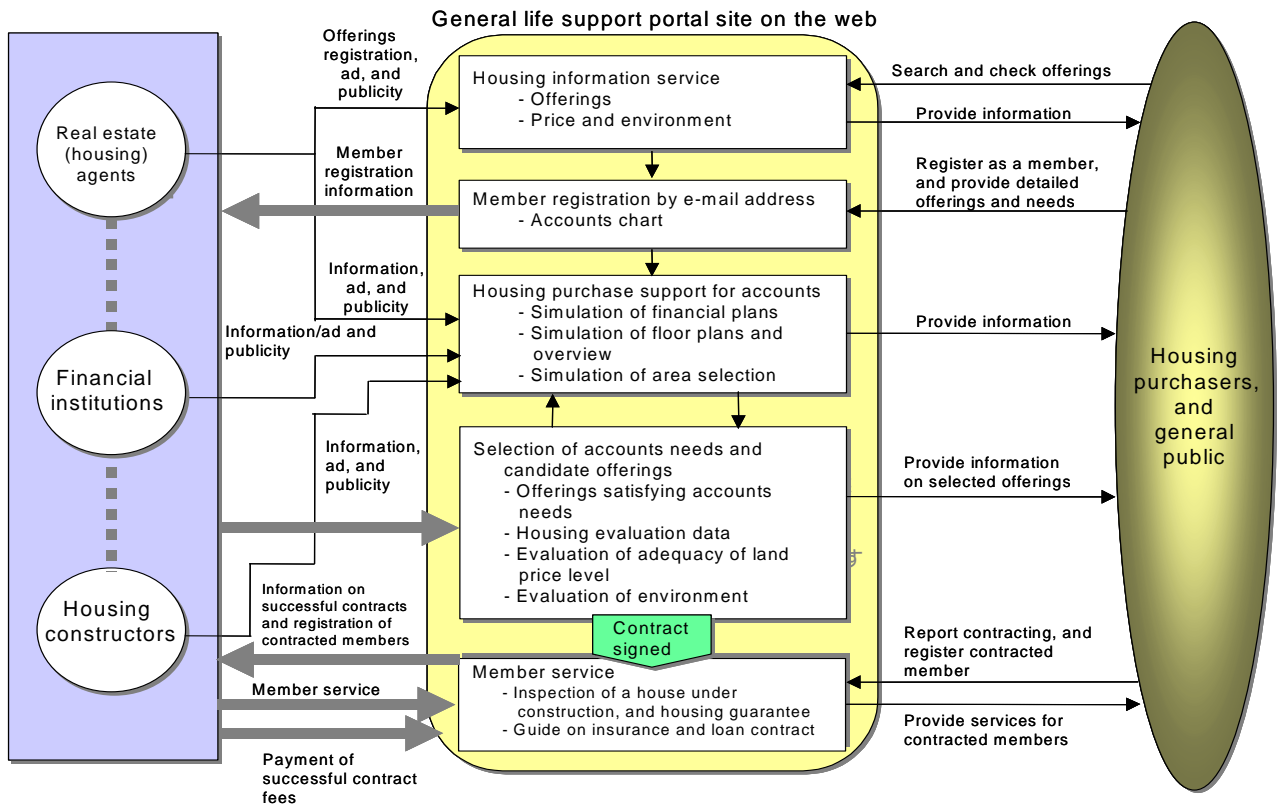 General life support portal site on the web
Offerings
registration,
ad, and
publicity
Housing information service
- Offerings
- Price and environment
Search and check offerings
Provide information
Real estate
(housing)
agents
Member
registration
information
Member registration by e-mail address
- Accounts chart
Register as a member,
and provide detailed
offerings and needs
Information,
ad, and
publicity
Housing purchase support for accounts
- Simulation of financial plans
- Simulation of floor plans and
overview
- Simulation of area selection
Provide information
Information/ad and
publicity
Financial
institutions
Housing
purchasers,
and
general
public
Information,
ad, and
publicity
Selection of accounts needs and
candidate offerings
- Offerings satisfying accounts
needs
- Housing evaluation data
- Evaluation of adequacy of land
price level
- Evaluation of environment
Provide information
on selected offerings
Housing
constructors
Information on
successful contracts
and registration of
contracted members
Contract
signed
Report contracting, and
register contracted
member
Member service
Member service
- Inspection of a house under
construction, and housing guarantee
- Guide on insurance and loan contract
Provide services for
contracted members
Payment of
successful contract
fees